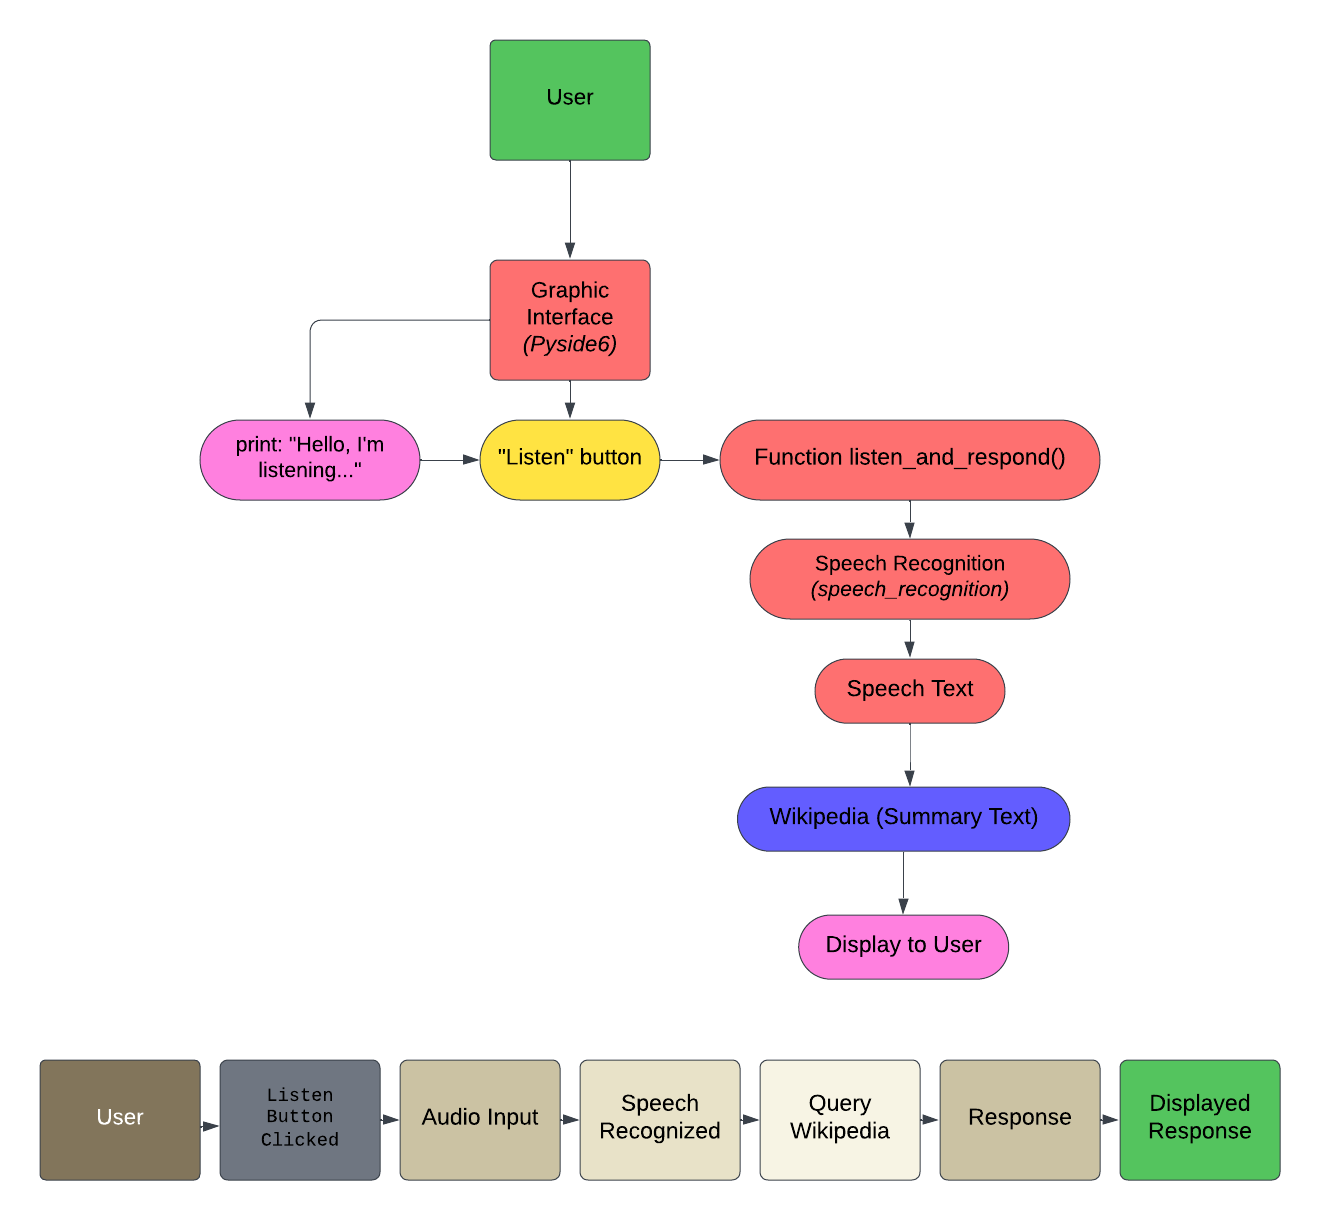 User
Graphic
Interface
(Pyside6)
print: "Hello, I'm
listening..."
"Listen" button
Function listen_and_respond()
Speech Recognition
(speech_recognition)
Speech Text
Wikipedia (Summary Text)
Display to User
User
Listen
Button
Clicked
Audio Input
Speech
Recognized
Query
Wikipedia
Response
Displayed
Response